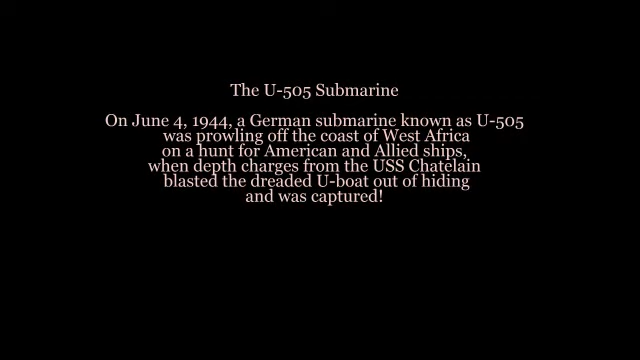 The U-505 Submarine
On June 4, 1944, a German submarine known as U-505
was prowling off the coast of West Africa
on a hunt for American and Allied ships,
when depth charges from the USS Chatelain
blasted the dreaded U-boat out of hiding
and was captured!